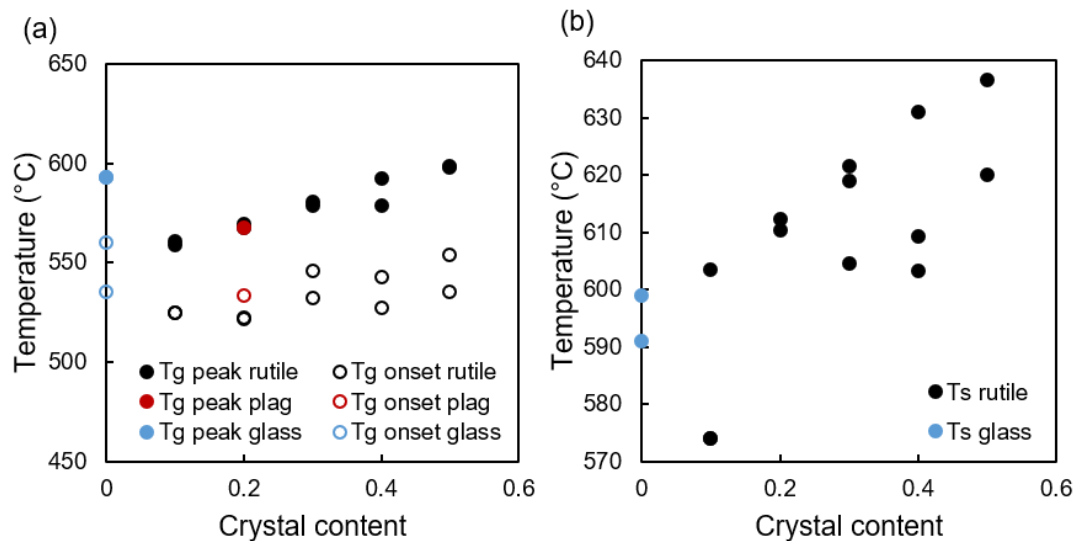 (a)
650
600
550
500
450
Temperature (°C)
Tg peak rutile
Tg onset rutile
Tg peak plag
Tg onset plag
Tg peak glass
Tg onset glass
0
0.2
0.4
0.6
Crystal content
(b)
640
630
620
610
600
590
580
570
Temperature (°C)
Ts rutile
Ts glass
0
0.2
0.4
0.6
Crystal content